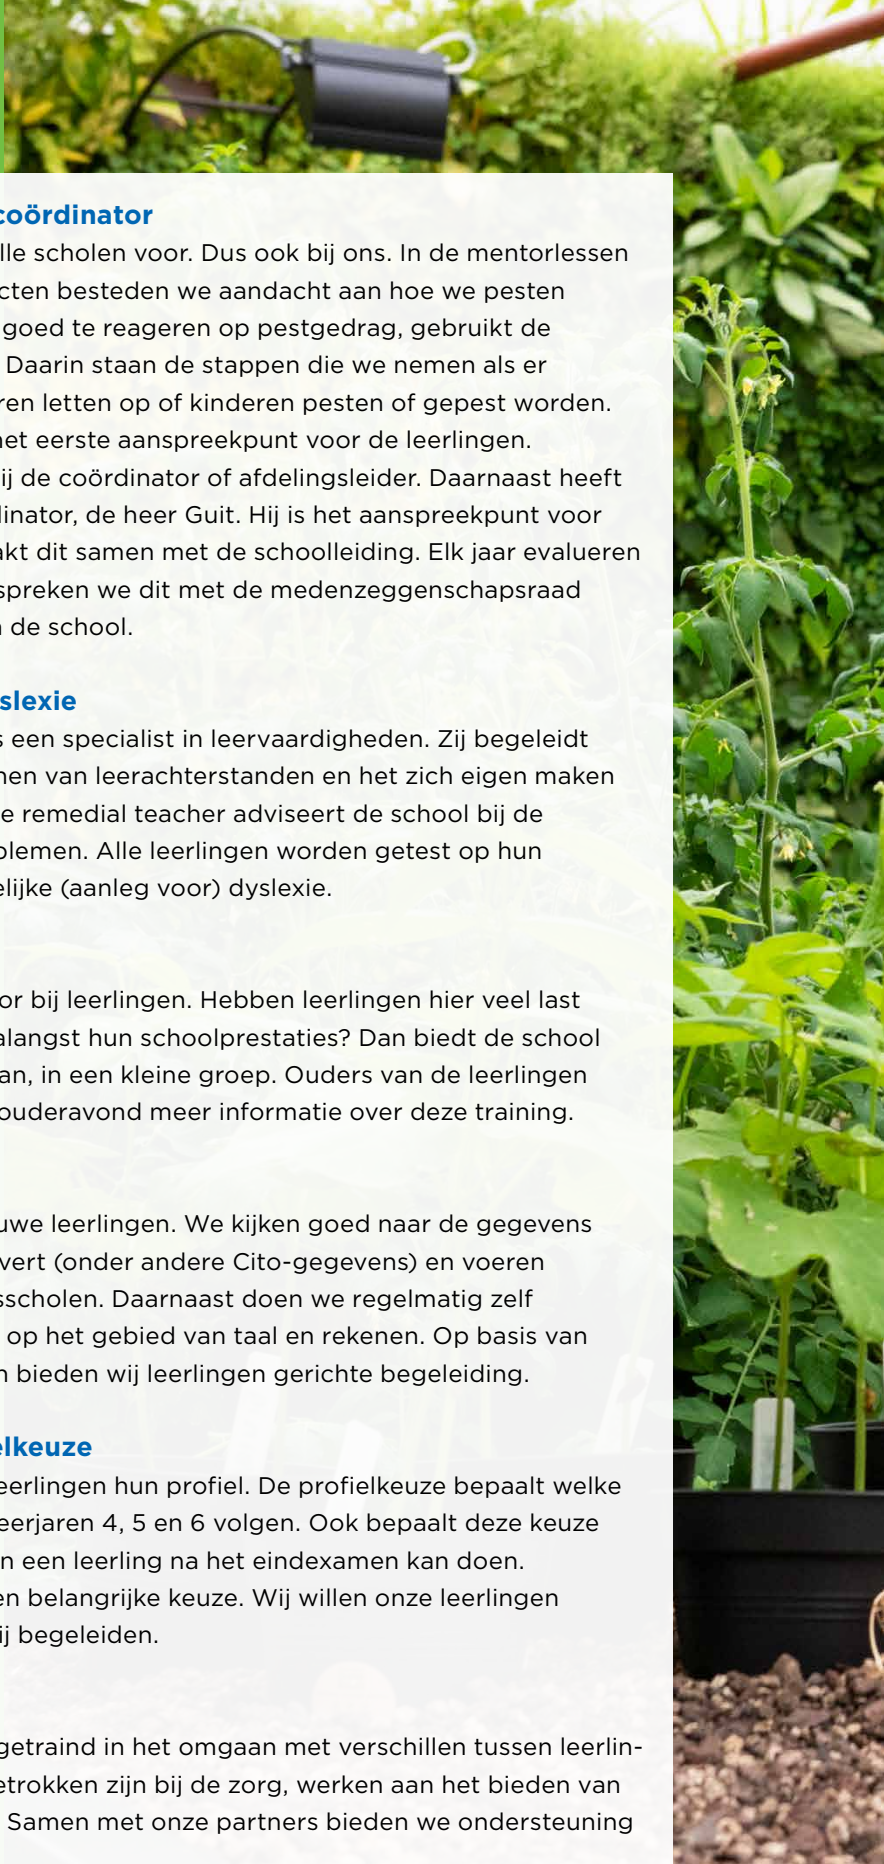 coördinator
lle scholen voor. Dus ook bij ons. In de mentorlessen
cten besteden we aandacht aan hoe we pesten
goed te reageren op pestgedrag, gebruikt de
Daarin staan de stappen die we nemen als er
ren letten op of kinderen pesten of gepest worden.
het eerste aanspreekpunt voor de leerlingen.
ij de coördinator of afdelingsleider. Daarnaast heeft
dinator, de heer Guit. Hij is het aanspreekpunt voor
akt dit samen met de schoolleiding. Elk jaar evalueren
spreken we dit met de medenzeggenschapsraad
n de school.
slexie
s een specialist in leervaardigheden. Zij begeleidt
nen van leerachterstanden en het zich eigen maken
e remedial teacher adviseert de school bij de
blemen. Alle leerlingen worden getest op hun
elijke (aanleg voor) dyslexie.
or bij leerlingen. Hebben leerlingen hier veel last
alangst hun schoolprestaties? Dan biedt de school
an, in een kleine groep. Ouders van de leerlingen
ouderavond meer informatie over deze training.
uwe leerlingen. We kijken goed naar de gegevens
vert (onder andere Cito-gegevens) en voeren
sscholen. Daarnaast doen we regelmatig zelf
op het gebied van taal en rekenen. Op basis van
n bieden wij leerlingen gerichte begeleiding.
elkeuze
eerlingen hun profiel. De profielkeuze bepaalt welke
eerjaren 4, 5 en 6 volgen. Ook bepaalt deze keuze
n een leerling na het eindexamen kan doen.
en belangrijke keuze. Wij willen onze leerlingen
ij begeleiden.
getraind in het omgaan met verschillen tussen leerlin-
etrokken zijn bij de zorg, werken aan het bieden van
Samen met onze partners bieden we ondersteuning